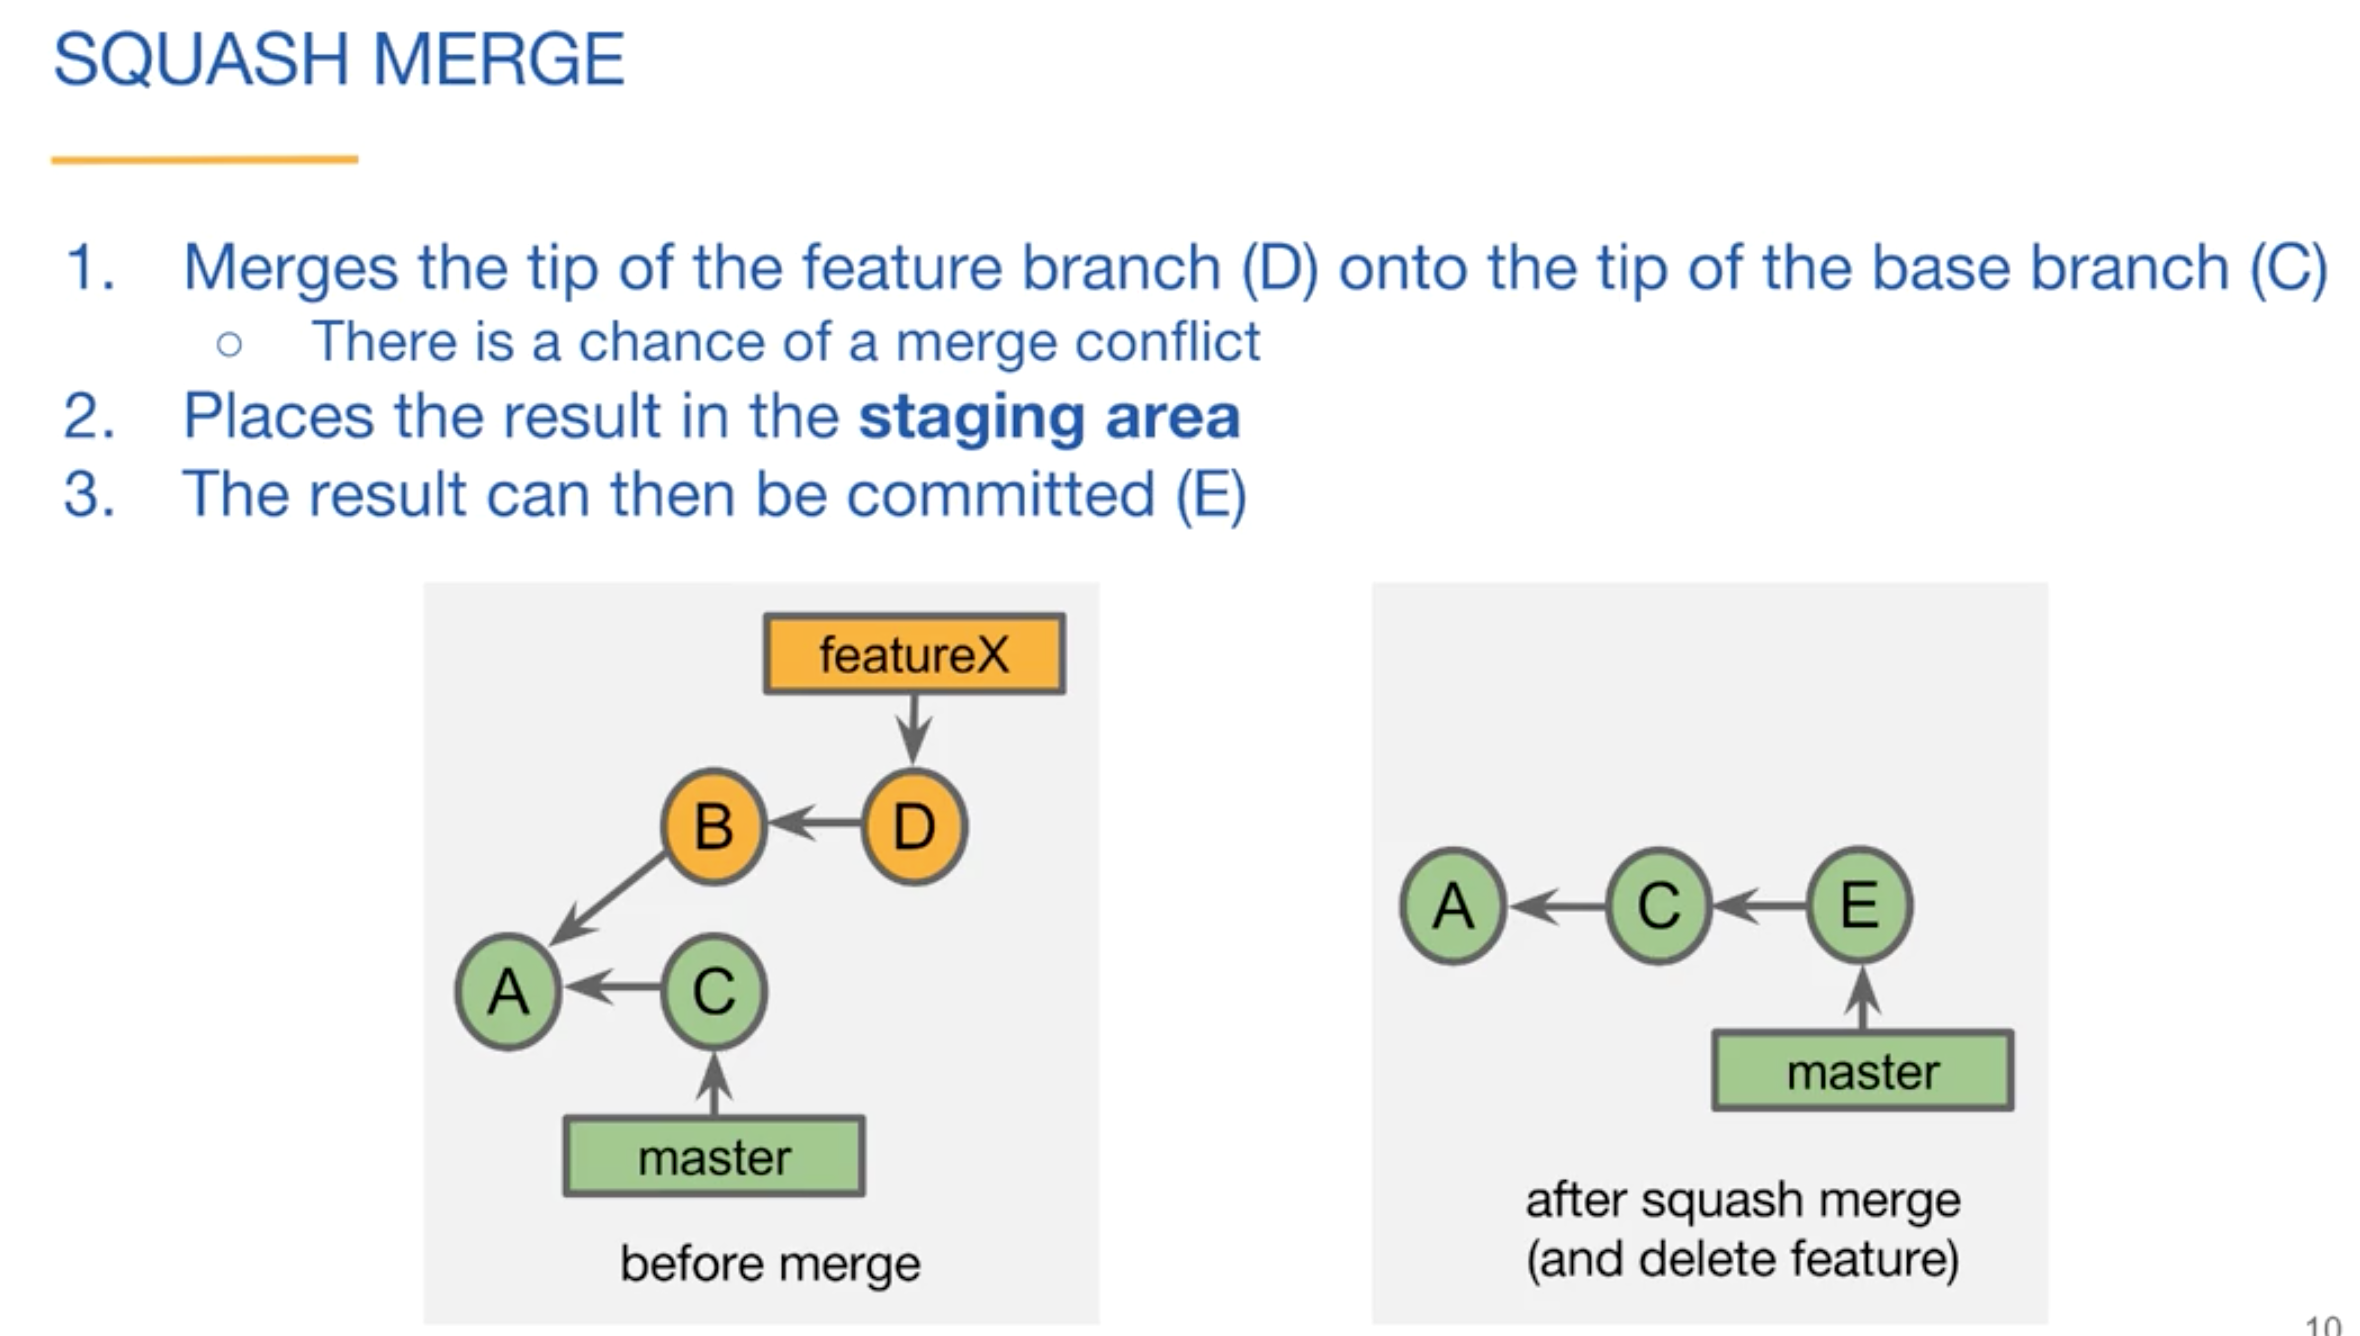 SQUASH MERGE
1. Merges the tip of the feature branch (D) onto the tip of the base branch (C)
○ There is a chance of a merge conflict
2. Places the result in the staging area
3. The result can then be committed (E)
featureX
B D
A C
master
before merge
A C E
master
after squash merge
(and delete feature)
10